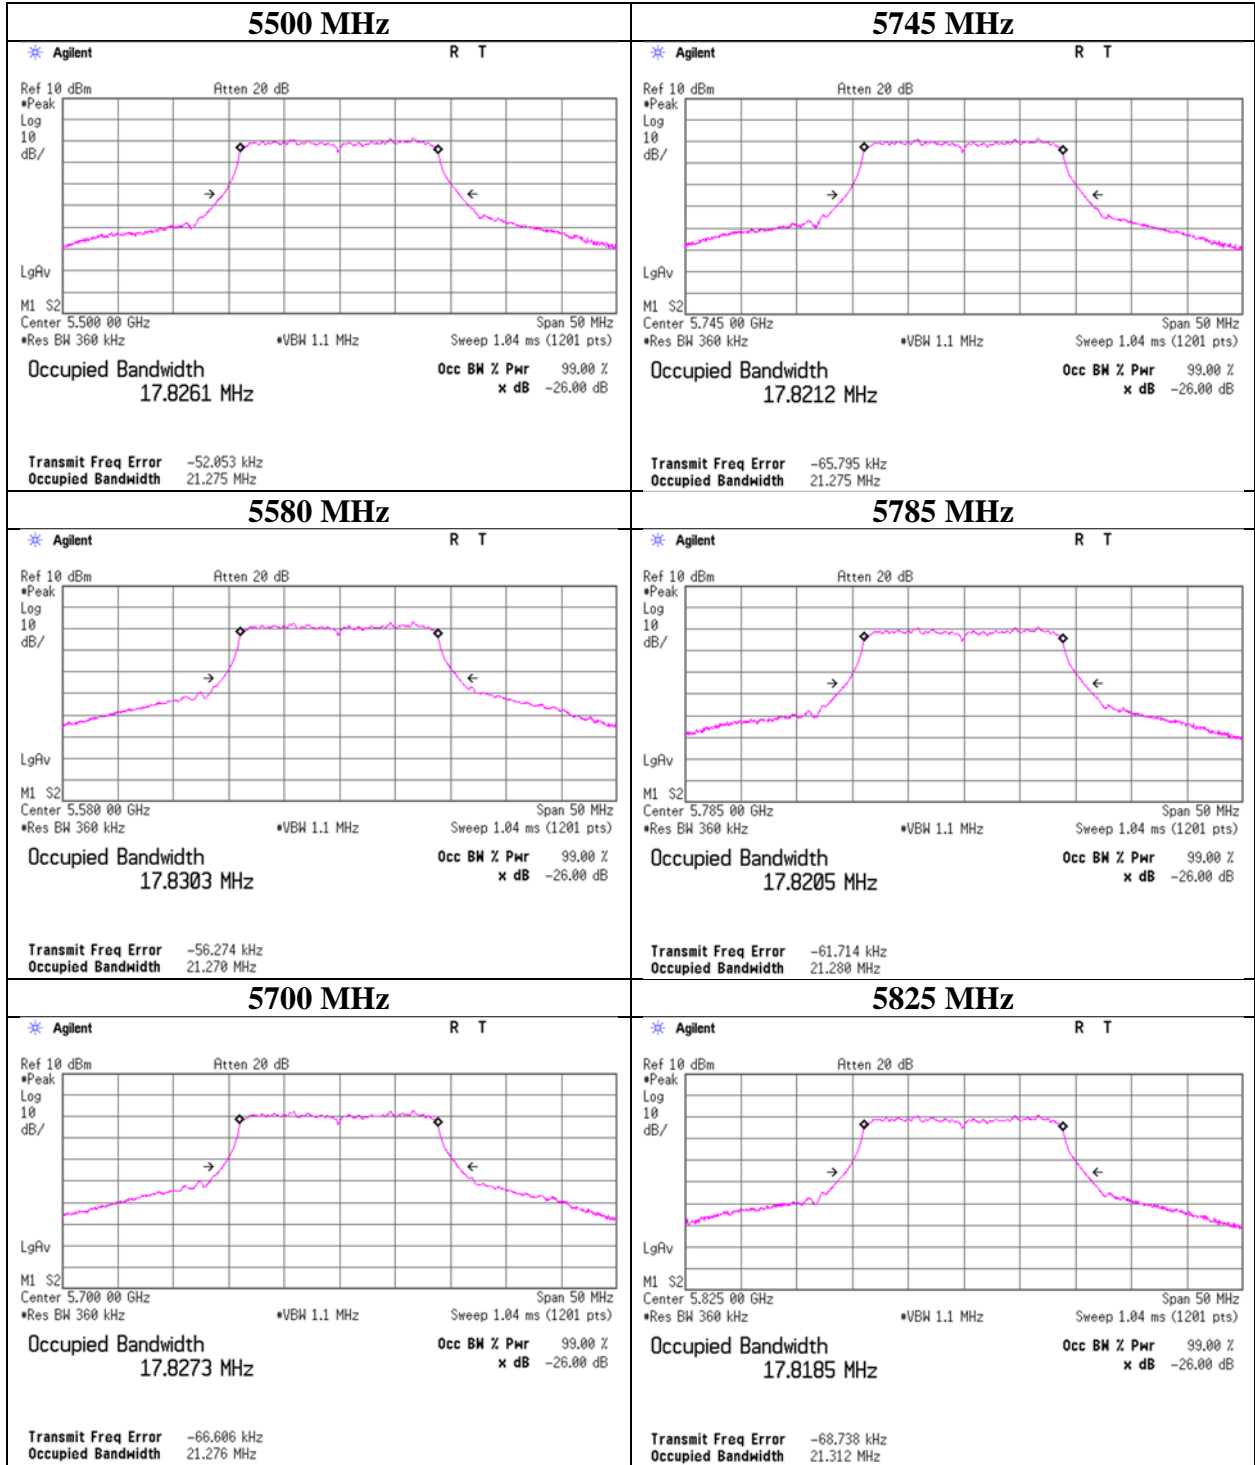 5500 MHz
Agilent R T
Ref 10 dBm Atten 20 dB
*Peak
Log
10
dB/
LgAv
M1 S2
Center 5.500 00 GHz Span 50 MHz
*Res BW 360 kHz *VBW 1.1 MHz Sweep 1.04 ms (1201 pts)
Occupied Bandwidth Occ BW % Pwr 99.00 %
17.8261 MHz x dB -26.00 dB
Transmit Freq Error -52.053 kHz
Occupied Bandwidth 21.275 MHz
5745 MHz
Agilent R T
Ref 10 dBm Atten 20 dB
*Peak
Log
10
dB/
LgAv
M1 S2
Center 5.745 00 GHz Span 50 MHz
*Res BW 360 kHz *VBW 1.1 MHz Sweep 1.04 ms (1201 pts)
Occupied Bandwidth Occ BW % Pwr 99.00 %
17.8212 MHz x dB -26.00 dB
Transmit Freq Error -65.795 kHz
Occupied Bandwidth 21.275 MHz
5580 MHz
Agilent R T
Ref 10 dBm Atten 20 dB
*Peak
Log
10
dB/
LgAv
M1 S2
Center 5.580 00 GHz Span 50 MHz
*Res BW 360 kHz *VBW 1.1 MHz Sweep 1.04 ms (1201 pts)
Occupied Bandwidth Occ BW % Pwr 99.00 %
17.8303 MHz x dB -26.00 dB
Transmit Freq Error -56.274 kHz
Occupied Bandwidth 21.270 MHz
5785 MHz
Agilent R T
Ref 10 dBm Atten 20 dB
*Peak
Log
10
dB/
LgAv
M1 S2
Center 5.785 00 GHz Span 50 MHz
*Res BW 360 kHz *VBW 1.1 MHz Sweep 1.04 ms (1201 pts)
Occupied Bandwidth Occ BW % Pwr 99.00 %
17.8205 MHz x dB -26.00 dB
Transmit Freq Error -61.714 kHz
Occupied Bandwidth 21.280 MHz
5700 MHz
Agilent R T
Ref 10 dBm Atten 20 dB
*Peak
Log
10
dB/
LgAv
M1 S2
Center 5.700 00 GHz Span 50 MHz
*Res BW 360 kHz *VBW 1.1 MHz Sweep 1.04 ms (1201 pts)
Occupied Bandwidth Occ BW % Pwr 99.00 %
17.8273 MHz x dB -26.00 dB
Transmit Freq Error -66.606 kHz
Occupied Bandwidth 21.276 MHz
5825 MHz
Agilent R T
Ref 10 dBm Atten 20 dB
*Peak
Log
10
dB/
LgAv
M1 S2
Center 5.825 00 GHz Span 50 MHz
*Res BW 360 kHz *VBW 1.1 MHz Sweep 1.04 ms (1201 pts)
Occupied Bandwidth Occ BW % Pwr 99.00 %
17.8185 MHz x dB -26.00 dB
Transmit Freq Error -68.738 kHz
Occupied Bandwidth 21.312 MHz